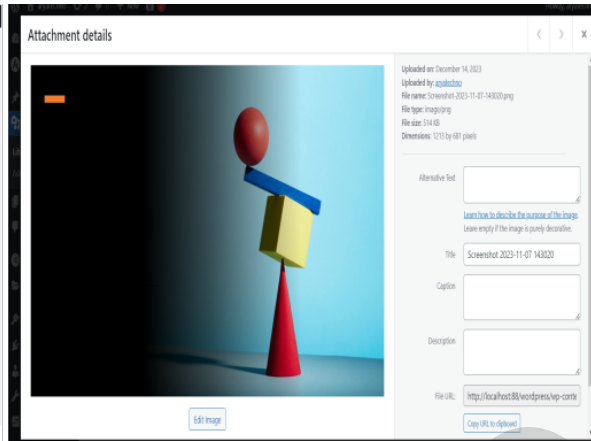 Attachment details
Uploaded on: December 14, 2023
Uploaded by: aryatechno
File name: Screenshot-2023-11-07-143020.png
File type: image/png
File size: 514 KB
Dimensions: 1215 by 681 pixels
Alternative Text
Learn how to describe the purpose of the image.
Leave empty if the image is purely decorative.
Title
Screenshot 2023-11-07 143020
Caption
Description
File URL:
http://localhost:88/wordpress/wp-conte
Copy URL to clipboard
Edit Image